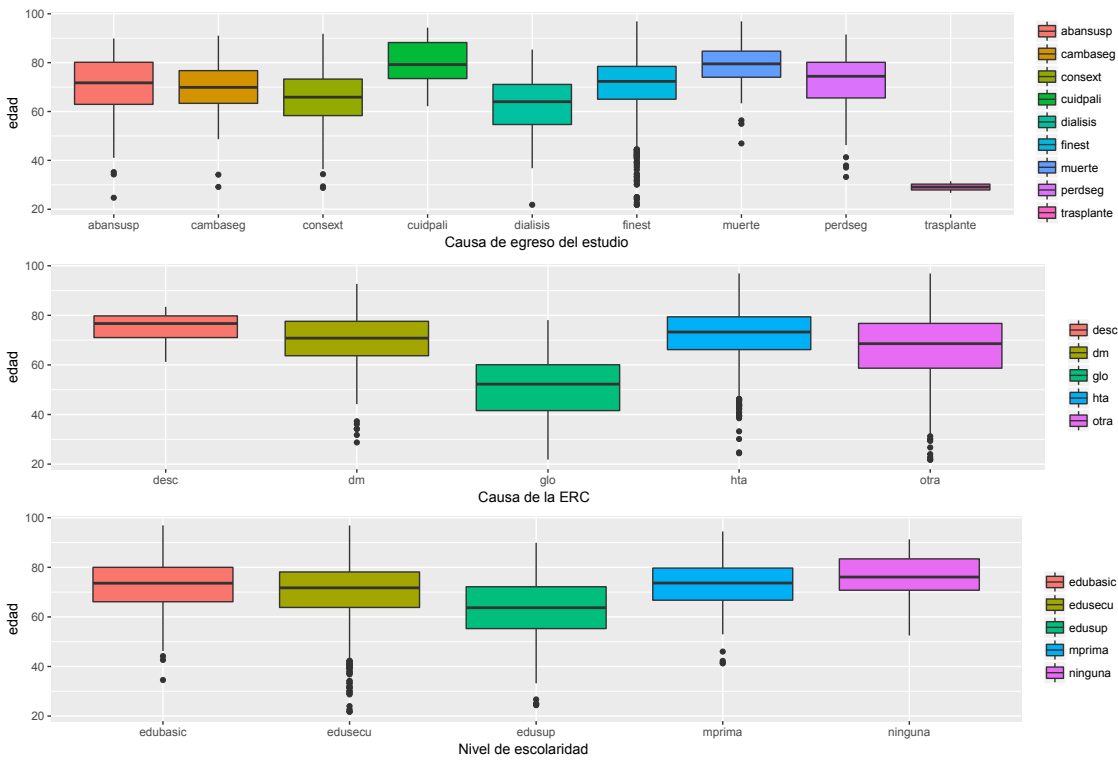 100
80
60
40
20
edad
abansusp
cambaseg
consext
cuidpali
dialisis
finest
muerte
perdseg
trasplante
Causa de egreso del estudio
abansusp
cambaseg
consext
cuidpali
dialisis
finest
muerte
perdseg
trasplante
100
80
60
40
20
edad
desc
dm
glo
hta
otra
Causa de la ERC
desc
dm
glo
hta
otra
100
80
60
40
20
edad
edubasic
edusecu
edusup
mprima
ninguna
Nivel de escolaridad
edubasic
edusecu
edusup
mprima
ninguna